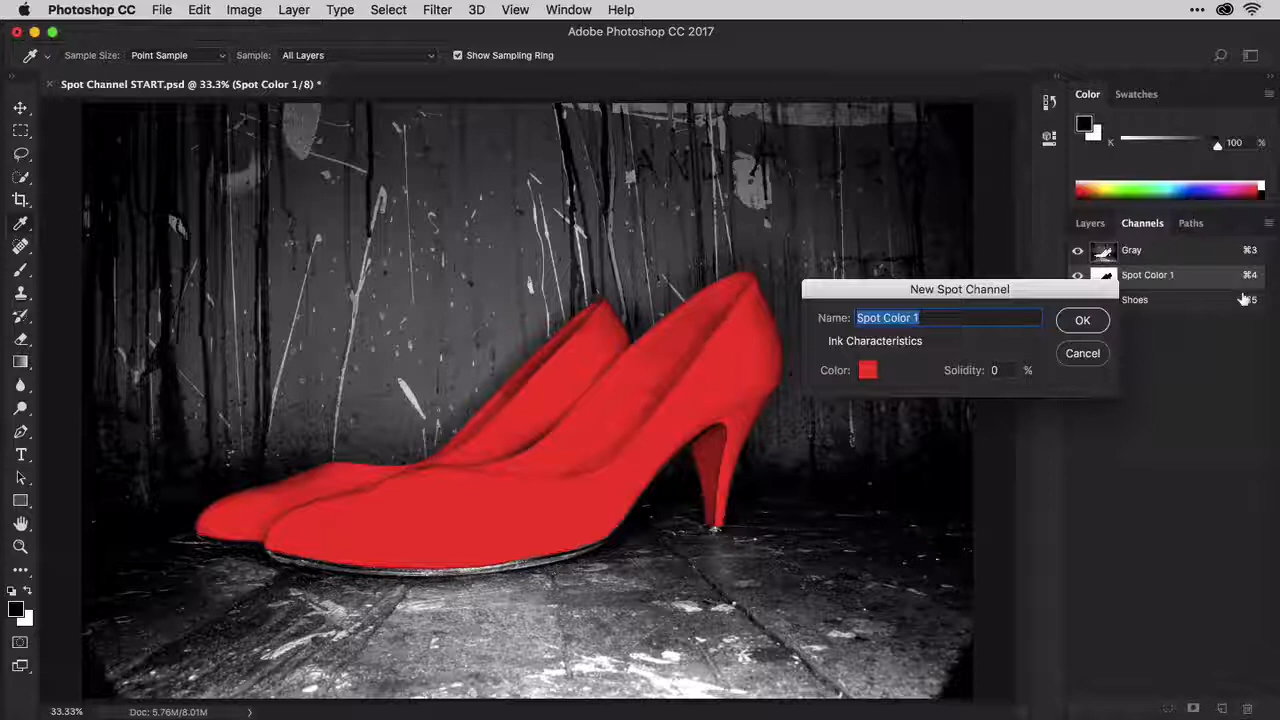 Photoshop CC File Edit Image Layer Type Select Filter 3D View Window Help
Adobe Photoshop CC 2017
Sample Size: Point Sample Sample: All Layers Show Sampling Ring
× Spot Channel START.psd @ 33.3% (Spot Color 1/8) *
Color Swatches
K 100 %
Layers Channels Paths
Gray ⌘3
Spot Color 1 ⌘4
Shoes
New Spot Channel
Name: Spot Color 1 OK
Ink Characteristics
Cancel
Color: Solidity: 0 %
33.33% Doc: 5.76M/8.01M